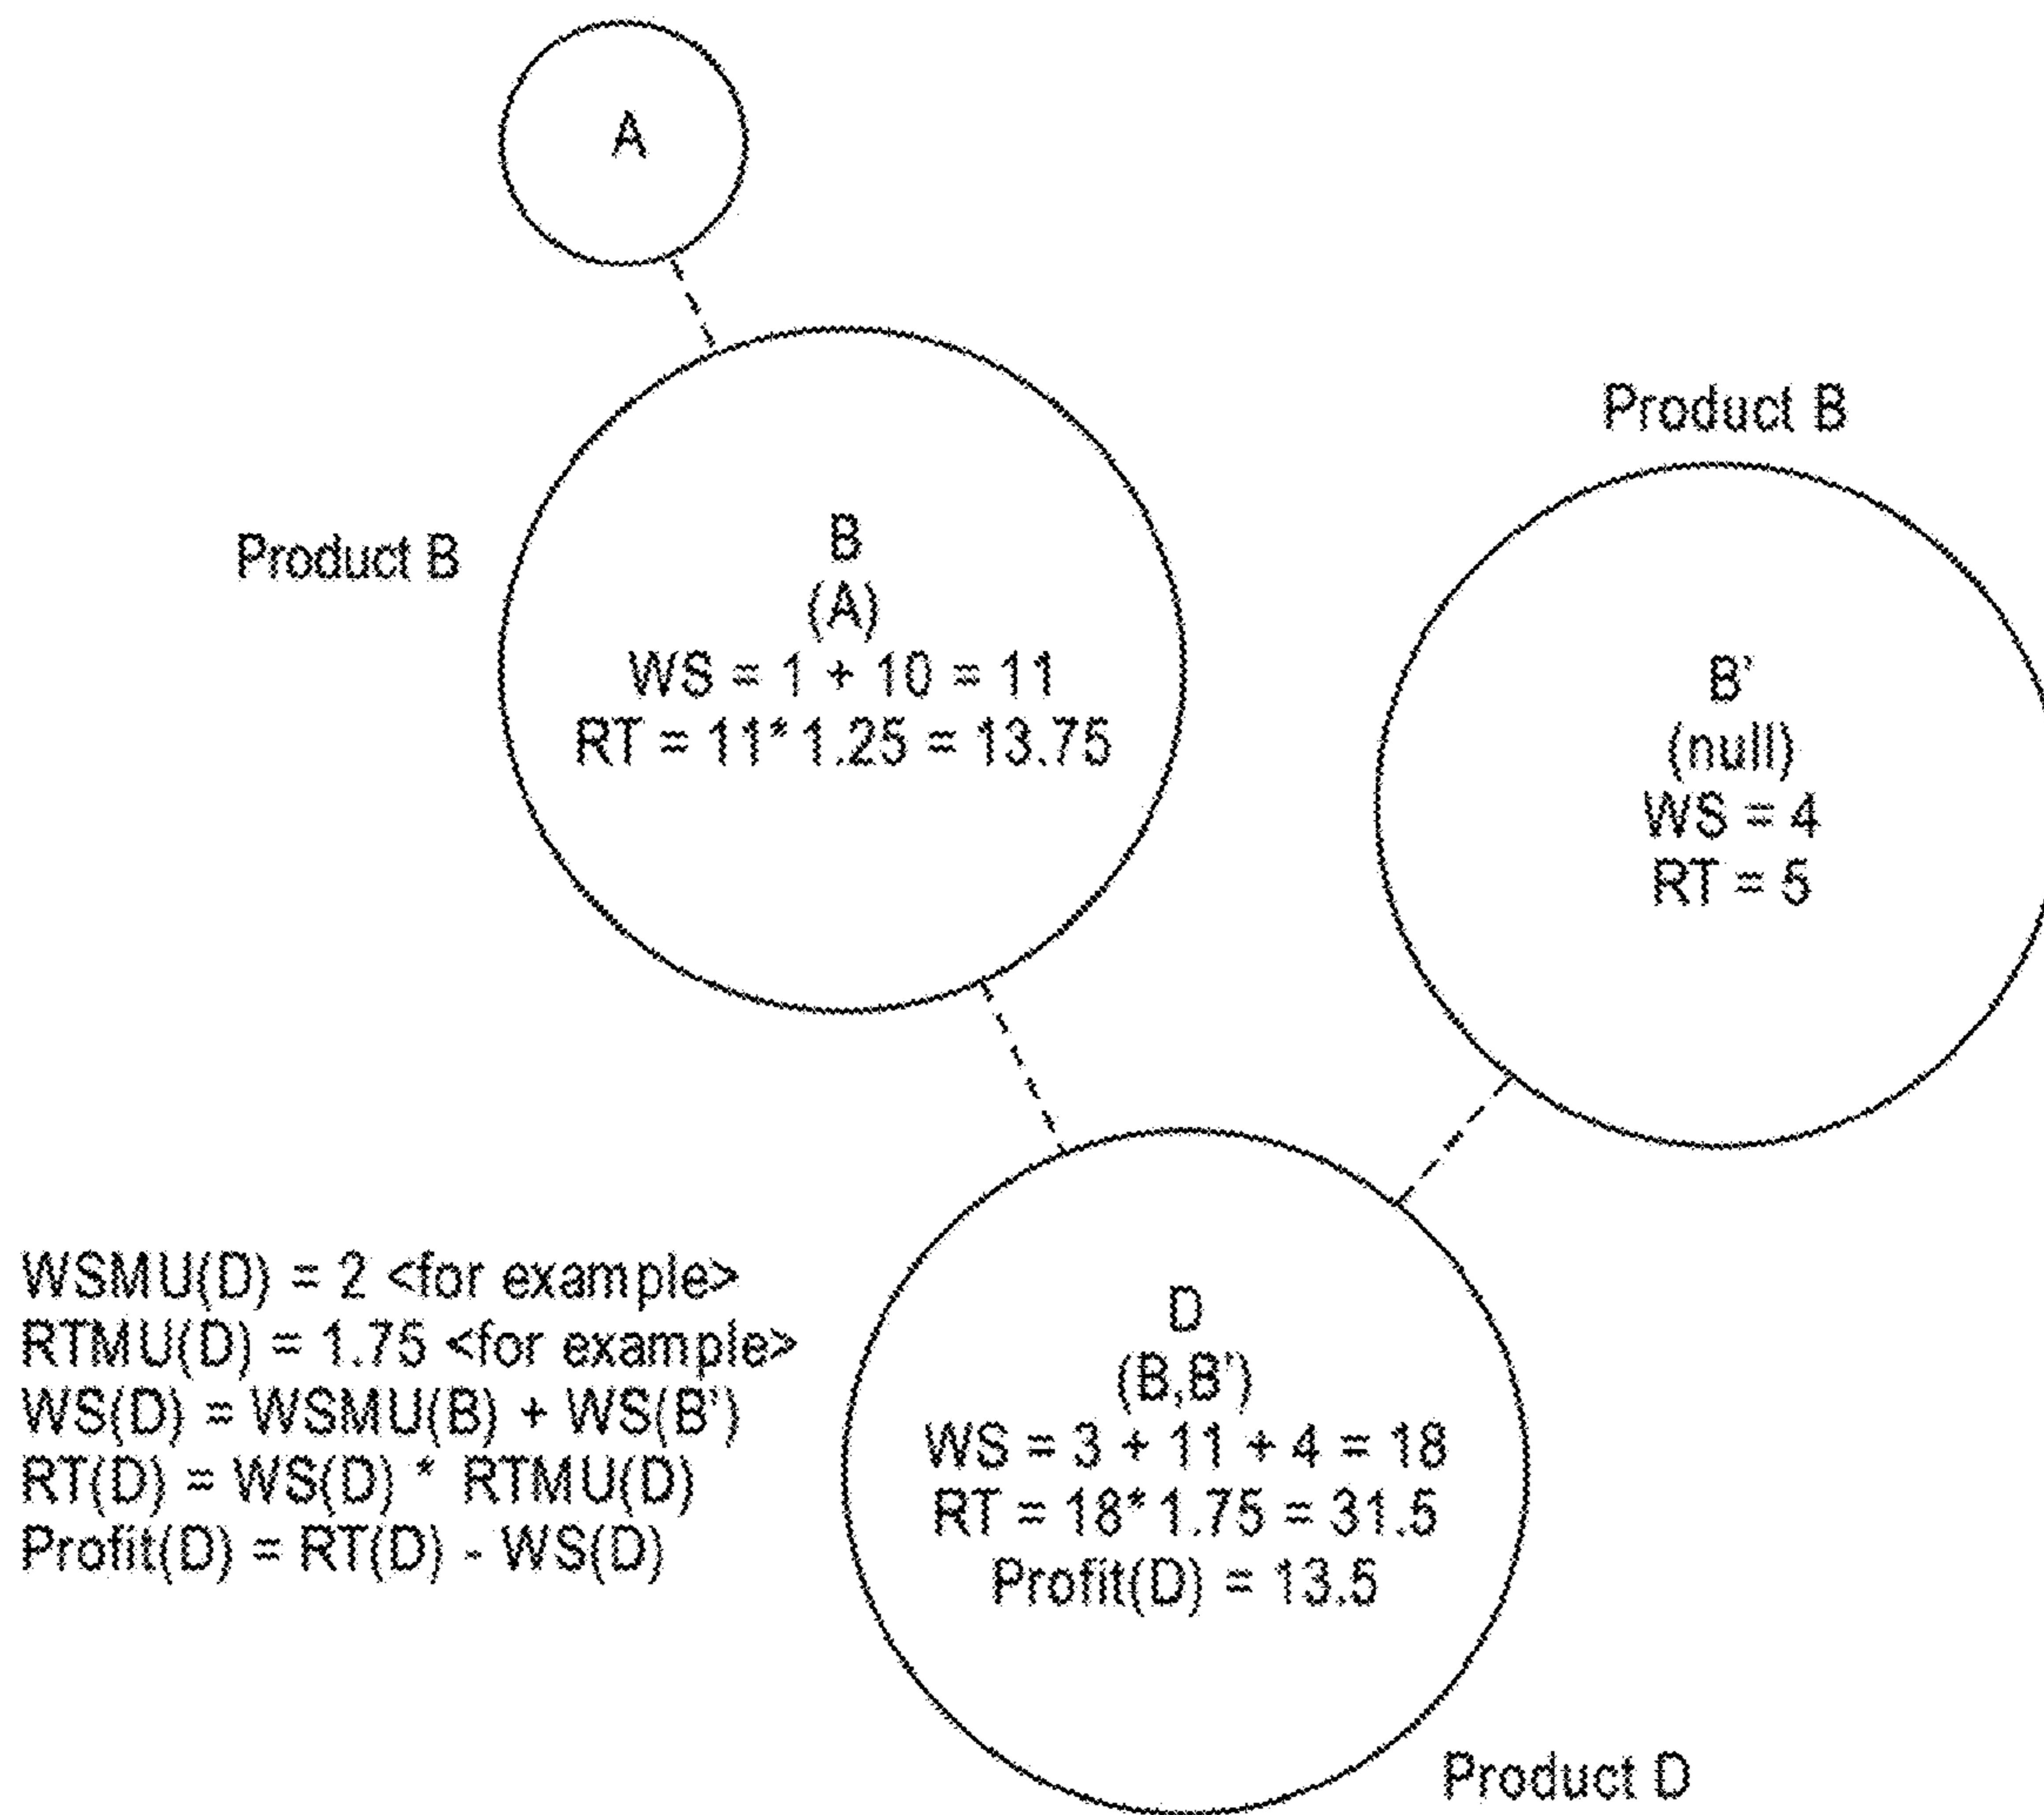 A
Product B
B
(A)
WS = 1 + 10 = 11
RT = 11*1.25 = 13.75
Product B
B'
(null)
WS = 4
RT = 5
WSMU(D) = 2 <for example>
RTMU(D) = 1.75 <for example>
WS(D) = WSMU(B) + WS(B')
RT(D) = WS(D) * RTMU(D)
Profit(D) = RT(D) - WS(D)
D
(B,B')
WS = 3 + 11 + 4 = 18
RT = 18*1.75 = 31.5
Profit(D) = 13.5
Product D